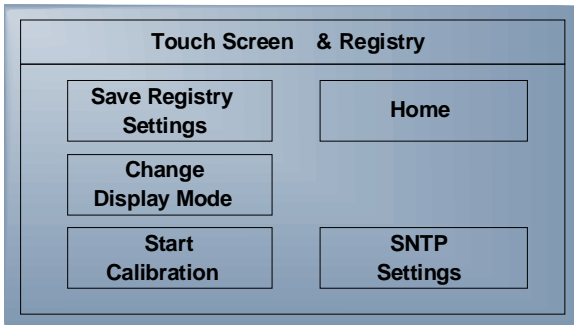 Touch Screen & Registry
Save Registry
Settings
Home
Change
Display Mode
Start
Calibration
SNTP
Settings